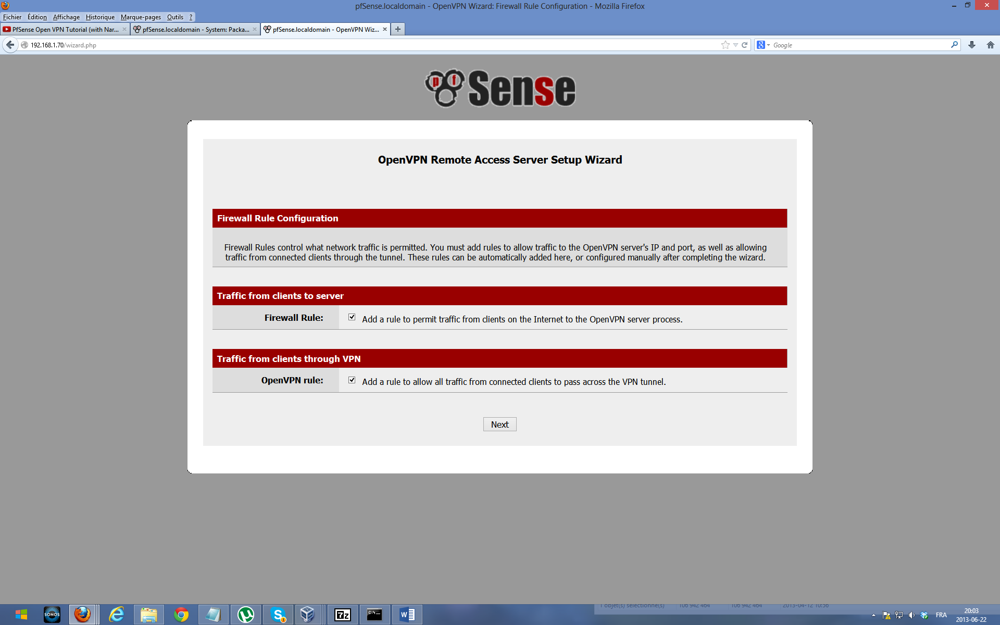 pfSense.localdomain - OpenVPN Wizard: Firewall Rule Configuration - Mozilla Firefox
Fichier Édition Affichage Historique Marque-pages Outils ?
PfSense Open VPN Tutorial (with Nar... pfSense.localdomain - System: Packa... pfSense.localdomain - OpenVPN Wiz...
192.168.1.70/wizard.php
Google
pf Sense
OpenVPN Remote Access Server Setup Wizard
Firewall Rule Configuration
Firewall Rules control what network traffic is permitted. You must add rules to allow traffic to the OpenVPN server's IP and port, as well as allowing
traffic from connected clients through the tunnel. These rules can be automatically added here, or configured manually after completing the wizard.
Traffic from clients to server
Firewall Rule: Add a rule to permit traffic from clients on the Internet to the OpenVPN server process.
Traffic from clients through VPN
OpenVPN rule: Add a rule to allow all traffic from connected clients to pass across the VPN tunnel.
Next
1 objet(s) sélectionné(s) 106 942 464 106 942 464 2013-04-12 10:56
SONOS
7z
C:\_
FRA
20:03
2013-06-22